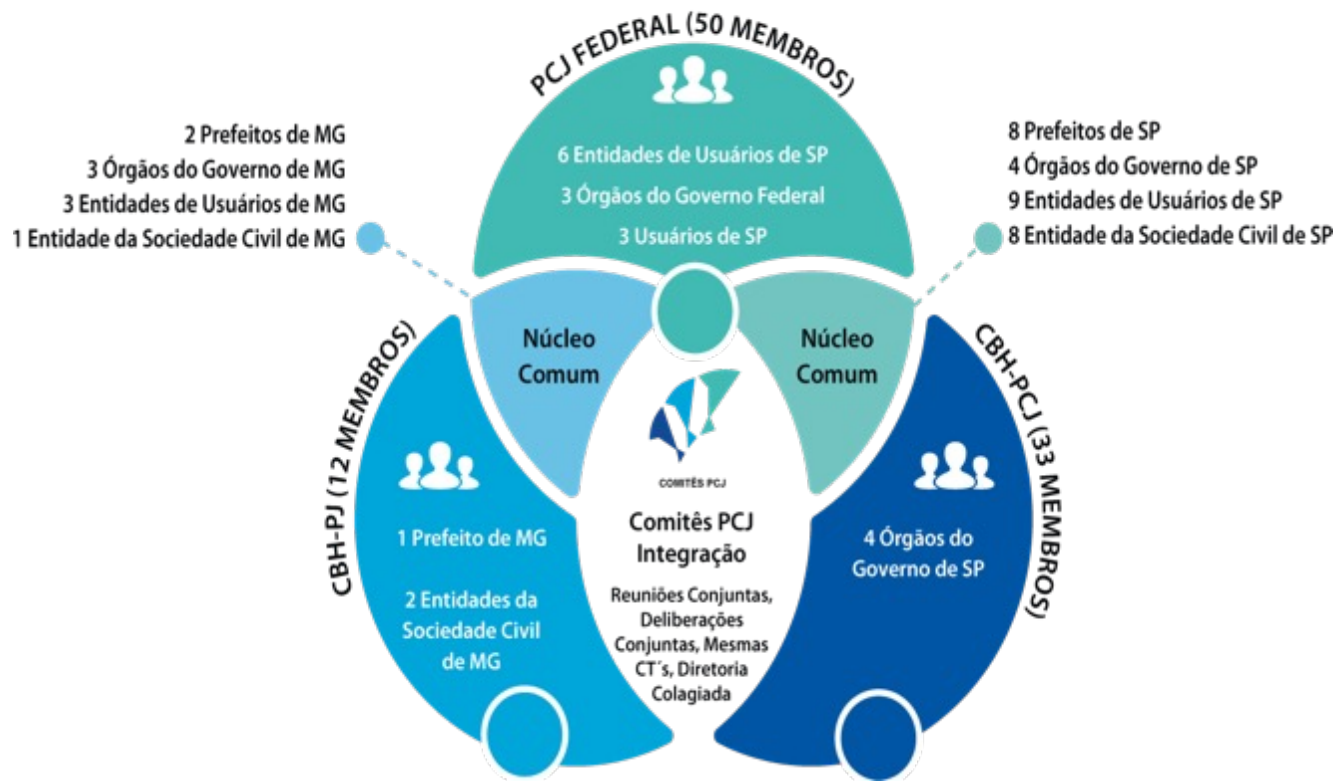 PCJ FEDERAL (50 MEMBROS)
2 Prefeitos de MG
3 Órgãos do Governo de MG
3 Entidades de Usuários de MG
1 Entidade da Sociedade Civil de MG
6 Entidades de Usuários de SP
3 Órgãos do Governo Federal
3 Usuários de SP
8 Prefeitos de SP
4 Órgãos do Governo de SP
9 Entidades de Usuários de SP
8 Entidade da Sociedade Civil de SP
Núcleo
Comum
Núcleo
Comum
CBH-PJ (12 MEMBROS)
1 Prefeito de MG
2 Entidades da
Sociedade Civil
de MG
COMITÊS PCJ
Comitês PCJ
Integração
Reuniões Conjuntas,
Deliberações
Conjuntas, Mesmas
CT´s, Diretoria
Colagiada
CBH-PCJ (33 MEMBROS)
4 Órgãos do
Governo de SP